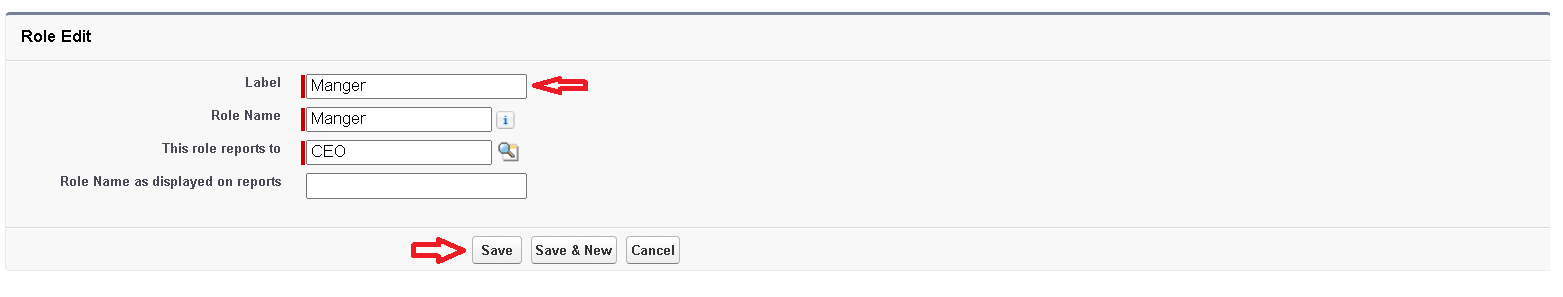 Role Edit
Label Manger
Role Name Manger
This role reports to CEO
Role Name as displayed on reports
Save Save & New Cancel